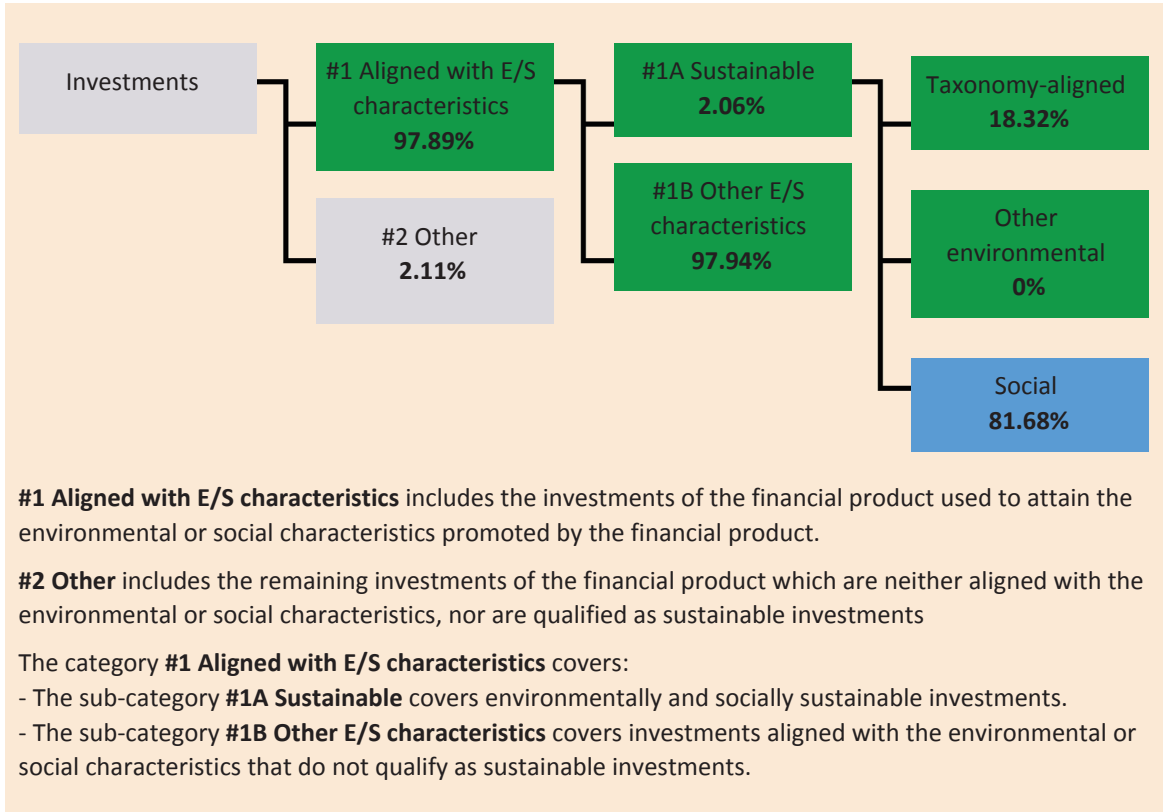 Investments
#1 Aligned with E/S
characteristics
97.89%
#2 Other
2.11%
#1A Sustainable
2.06%
#1B Other E/S
characteristics
97.94%
Taxonomy-aligned
18.32%
Other
environmental
0%
Social
81.68%
#1 Aligned with E/S characteristics includes the investments of the financial product used to attain the
environmental or social characteristics promoted by the financial product.
#2 Other includes the remaining investments of the financial product which are neither aligned with the
environmental or social characteristics, nor are qualified as sustainable investments
The category #1 Aligned with E/S characteristics covers:
- The sub-category #1A Sustainable covers environmentally and socially sustainable investments.
- The sub-category #1B Other E/S characteristics covers investments aligned with the environmental or
social characteristics that do not qualify as sustainable investments.